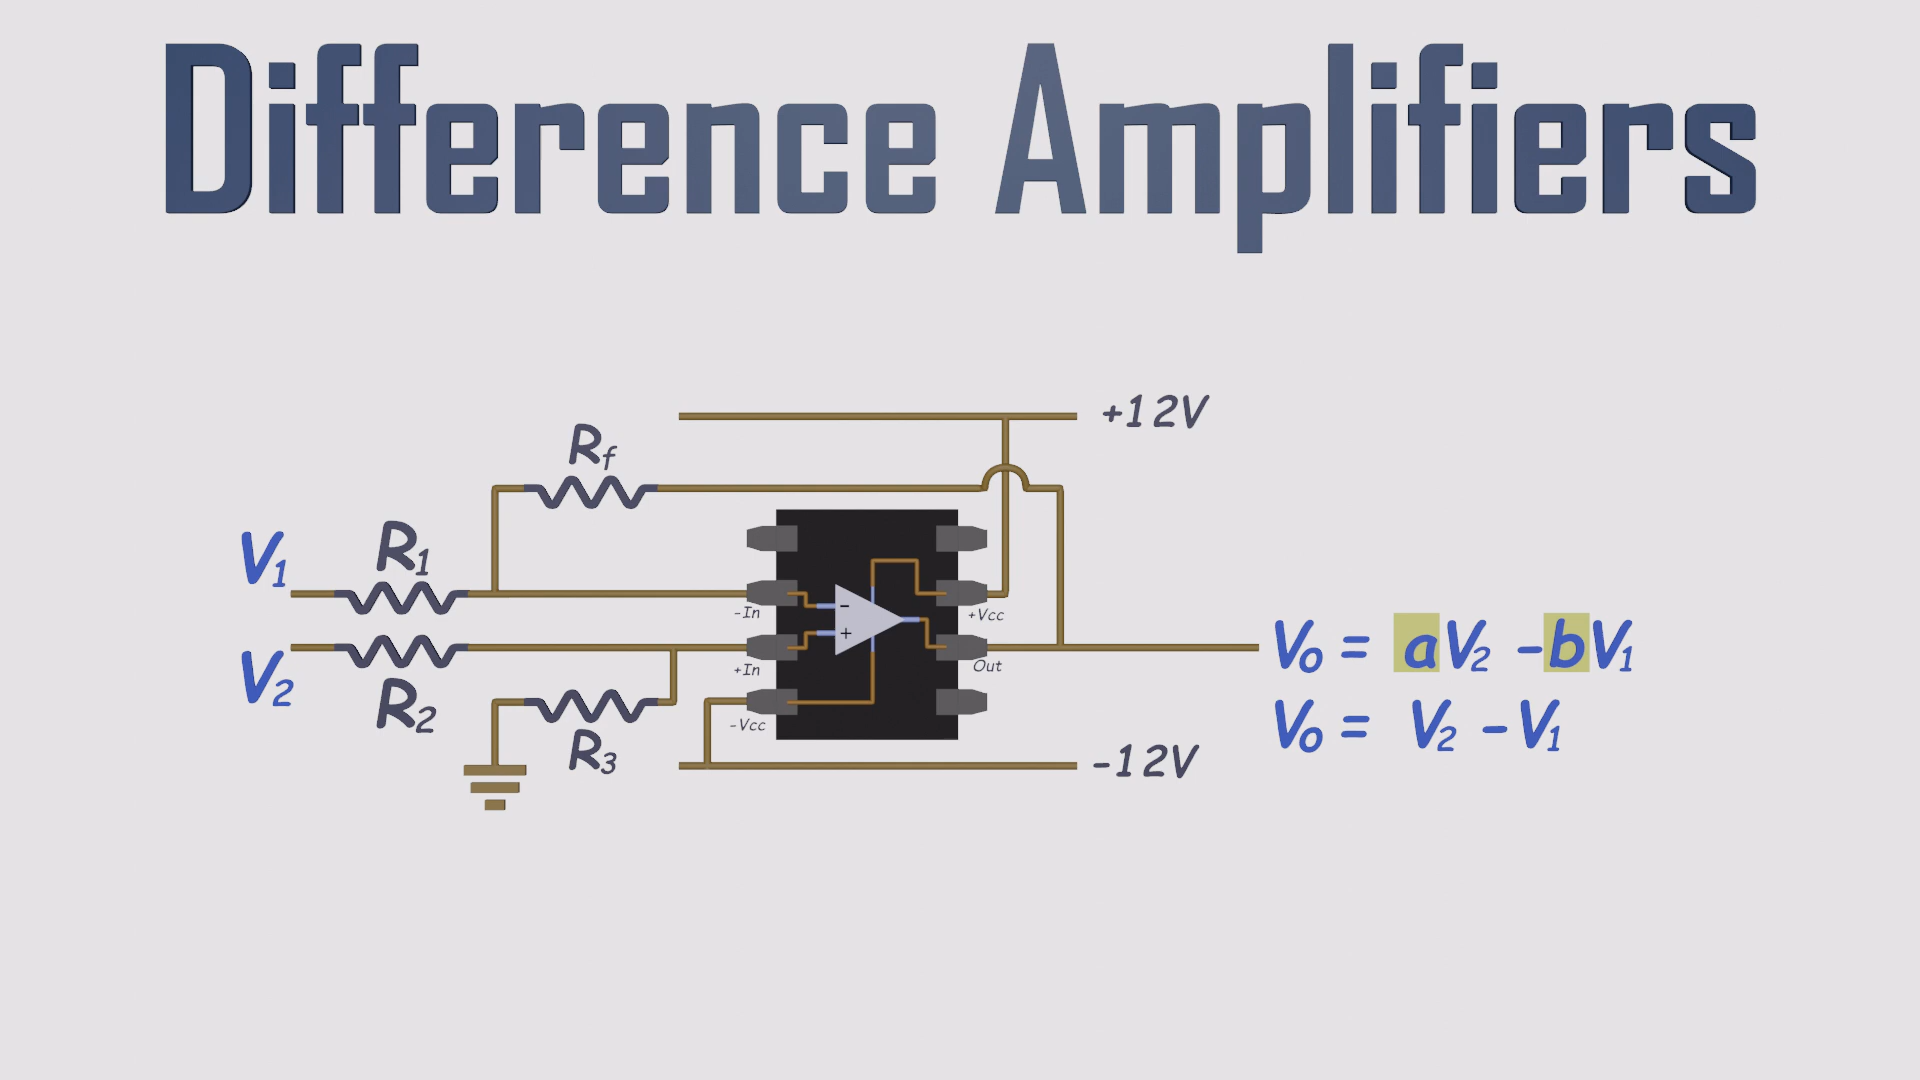 Difference Amplifiers
+12V
Rf
R1
V1
-In
+Vcc
- +
V2
R2
+In
Out
Vo = aV2 -bV1
Vo = V2 -V1
-Vcc
R3
-12V